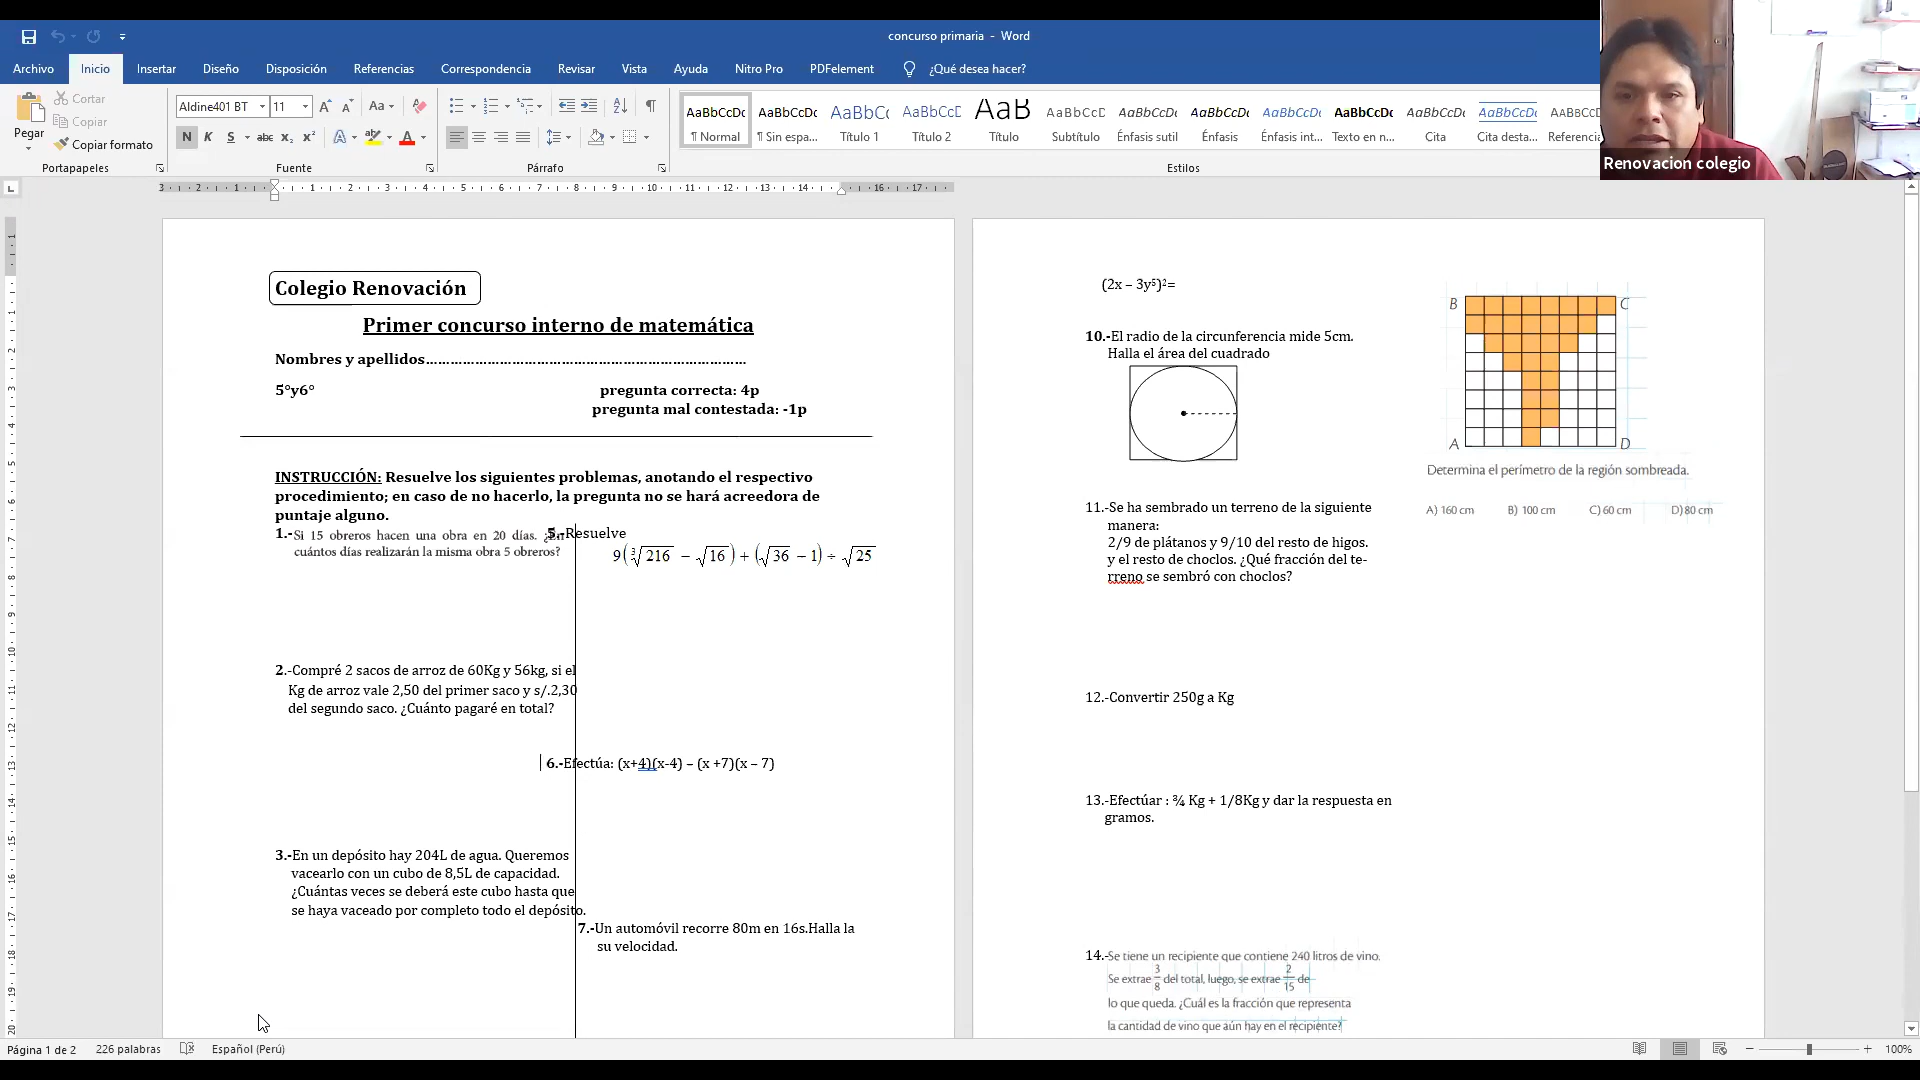 concurso primaria - Word
Archivo Inicio Insertar Diseño Disposición Referencias Correspondencia Revisar Vista Ayuda Nitro Pro PDFelement ¿Qué desea hacer?
Pegar
Cortar
Copiar
Copiar formato
Portapapeles
Aldine401 BT 11
Fuente
Párrafo
AaBbCcDc AaBbCcDc AaBbCc AaBbCcD AaB AaBbCcD AaBbCcDc AaBbCcDc AaBbCcDc AaBbCcDc AaBbCcDc AaBbCcDc
¶ Normal ¶ Sin espa... Título 1 Título 2 Título Subtítulo Énfasis sutil Énfasis Énfasis int... Texto en n... Cita Cita desta...
Estilos
Renovacion colegio
Colegio Renovación
Primer concurso interno de matemática
Nombres y apellidos……………………………………………………………………
5°y6° pregunta correcta: 4p
pregunta mal contestada: -1p
INSTRUCCIÓN: Resuelve los siguientes problemas, anotando el respectivo
procedimiento; en caso de no hacerlo, la pregunta no se hará acreedora de
puntaje alguno.
1.-Si 15 obreros hacen una obra en 20 días. ¿En
cuántos días realizarán la misma obra 5 obreros?
2.-Compré 2 sacos de arroz de 60Kg y 56kg, si el
Kg de arroz vale 2,50 del primer saco y s/.2,30
del segundo saco. ¿Cuánto pagaré en total?
3.-En un depósito hay 204L de agua. Queremos
vacearlo con un cubo de 8,5L de capacidad.
¿Cuántas veces se deberá este cubo hasta que
se haya vaceado por completo todo el depósito.
5.-Resuelve
9(∛216 − √16) + (√36 − 1) ÷ √25
6.-Efectúa: (x+4)(x-4) – (x +7)(x – 7)
7.-Un automóvil recorre 80m en 16s.Halla la
su velocidad.
(2x – 3y⁵)²=
10.-El radio de la circunferencia mide 5cm.
Halla el área del cuadrado
11.-Se ha sembrado un terreno de la siguiente
manera:
2/9 de plátanos y 9/10 del resto de higos.
y el resto de choclos. ¿Qué fracción del te-
rreno se sembró con choclos?
12.-Convertir 250g a Kg
13.-Efectúar : ¾ Kg + 1/8Kg y dar la respuesta en
gramos.
14.-Se tiene un recipiente que contiene 240 litros de vino.
Se extrae 3/8 del total, luego, se extrae 2/15 de
lo que queda. ¿Cuál es la fracción que representa
la cantidad de vino que aún hay en el recipiente?
B C
A D
Determina el perímetro de la región sombreada.
A) 160 cm B) 100 cm C) 60 cm D) 80 cm
Página 1 de 2 226 palabras Español (Perú) 100%